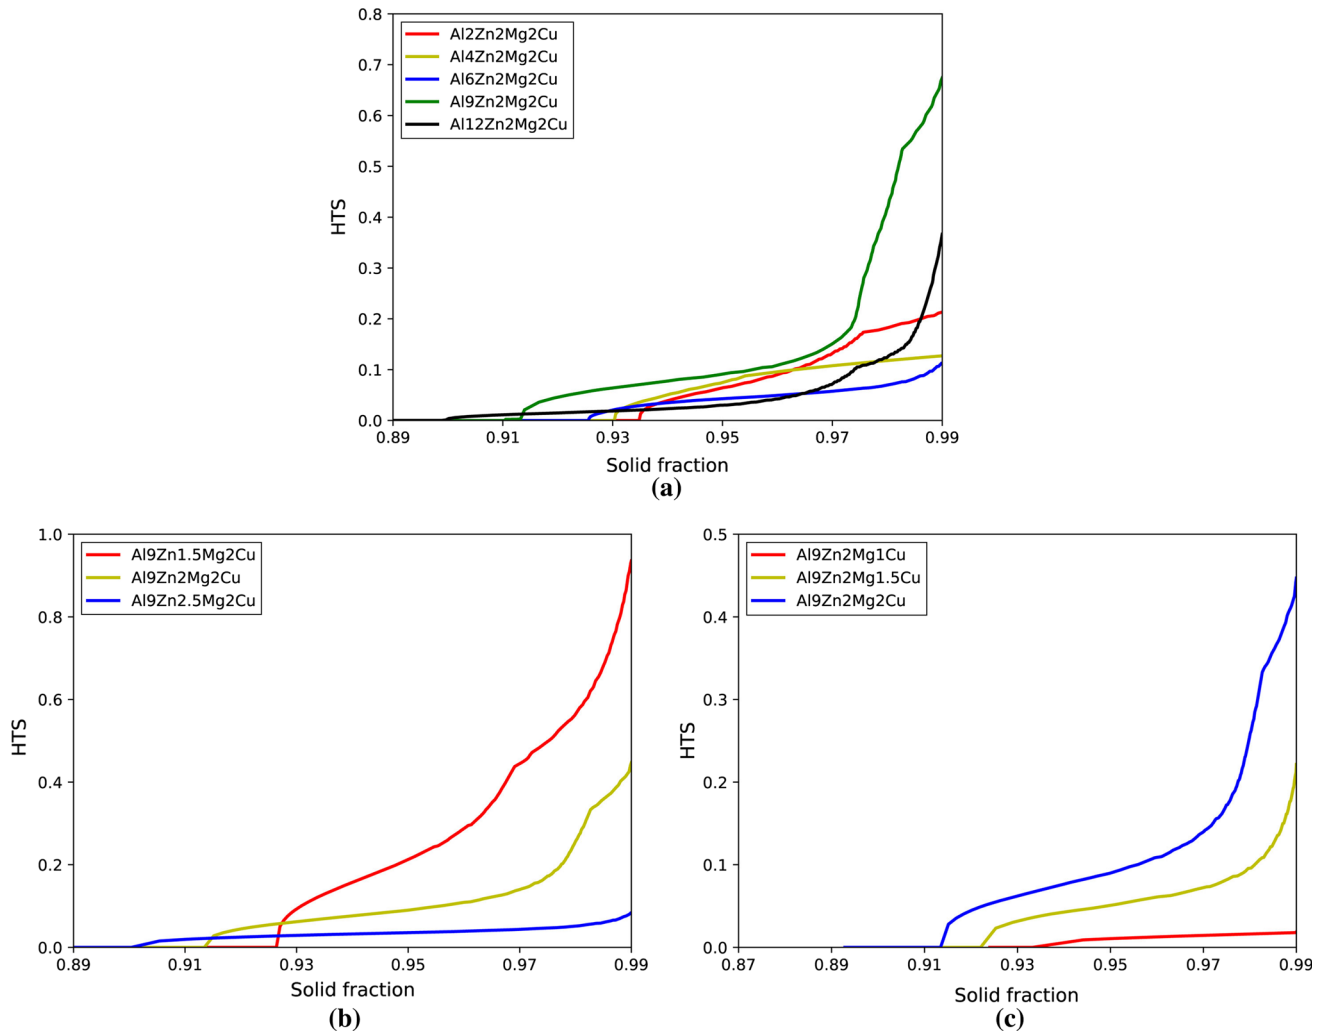 0.8
0.7
0.6
0.5
0.4
0.3
0.2
0.1
0.0
HTS
Al2Zn2Mg2Cu
Al4Zn2Mg2Cu
Al6Zn2Mg2Cu
Al9Zn2Mg2Cu
Al12Zn2Mg2Cu
0.89 0.91 0.93 0.95 0.97 0.99
Solid fraction
(a)
1.0
0.8
0.6
0.4
0.2
0.0
HTS
Al9Zn1.5Mg2Cu
Al9Zn2Mg2Cu
Al9Zn2.5Mg2Cu
0.89 0.91 0.93 0.95 0.97 0.99
Solid fraction
(b)
0.5
0.4
0.3
0.2
0.1
0.0
HTS
Al9Zn2Mg1Cu
Al9Zn2Mg1.5Cu
Al9Zn2Mg2Cu
0.87 0.89 0.91 0.93 0.95 0.97 0.99
Solid fraction
(c)